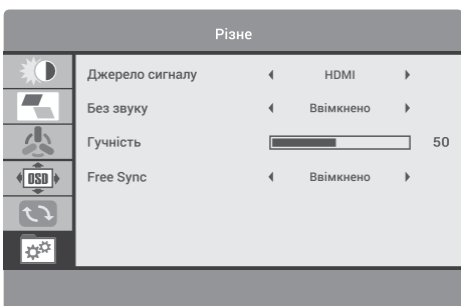 Різне
Джерело сигналу HDMI
Без звуку Ввімкнено
Гучність 50
OSD Free Sync Ввімкнено